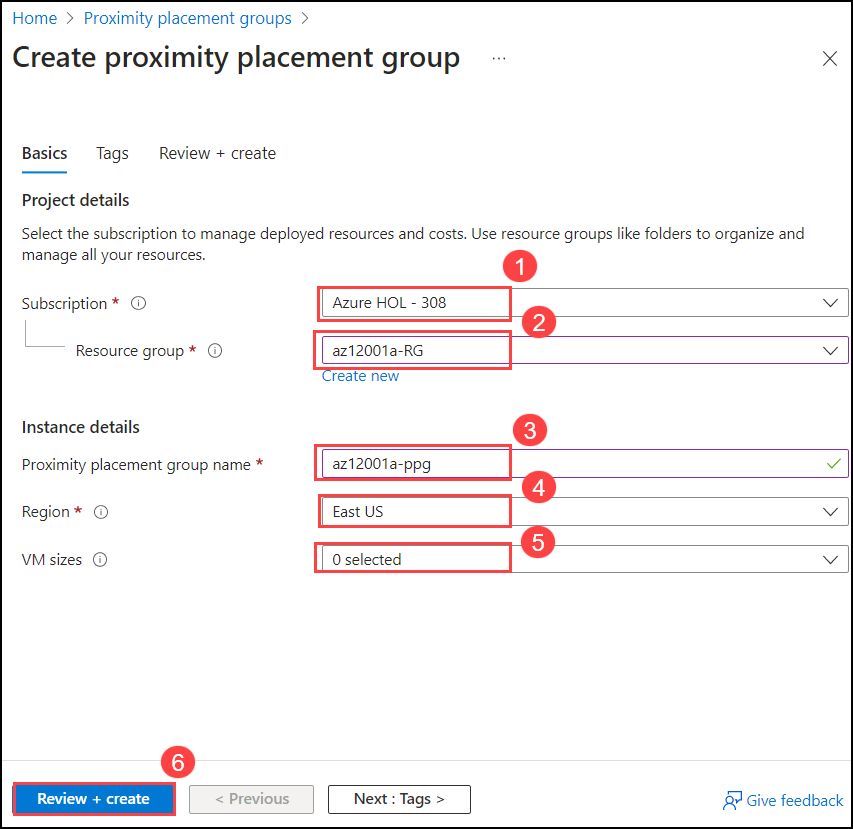 Home > Proximity placement groups >
Create proximity placement group ...
Basics Tags Review + create
Project details
Select the subscription to manage deployed resources and costs. Use resource groups like folders to organize and
manage all your resources.
1
Subscription * Azure HOL - 308
2
Resource group * az12001a-RG
Create new
Instance details
3
Proximity placement group name * az12001a-ppg
4
Region * East US
5
VM sizes 0 selected
6
Review + create < Previous Next : Tags > Give feedback